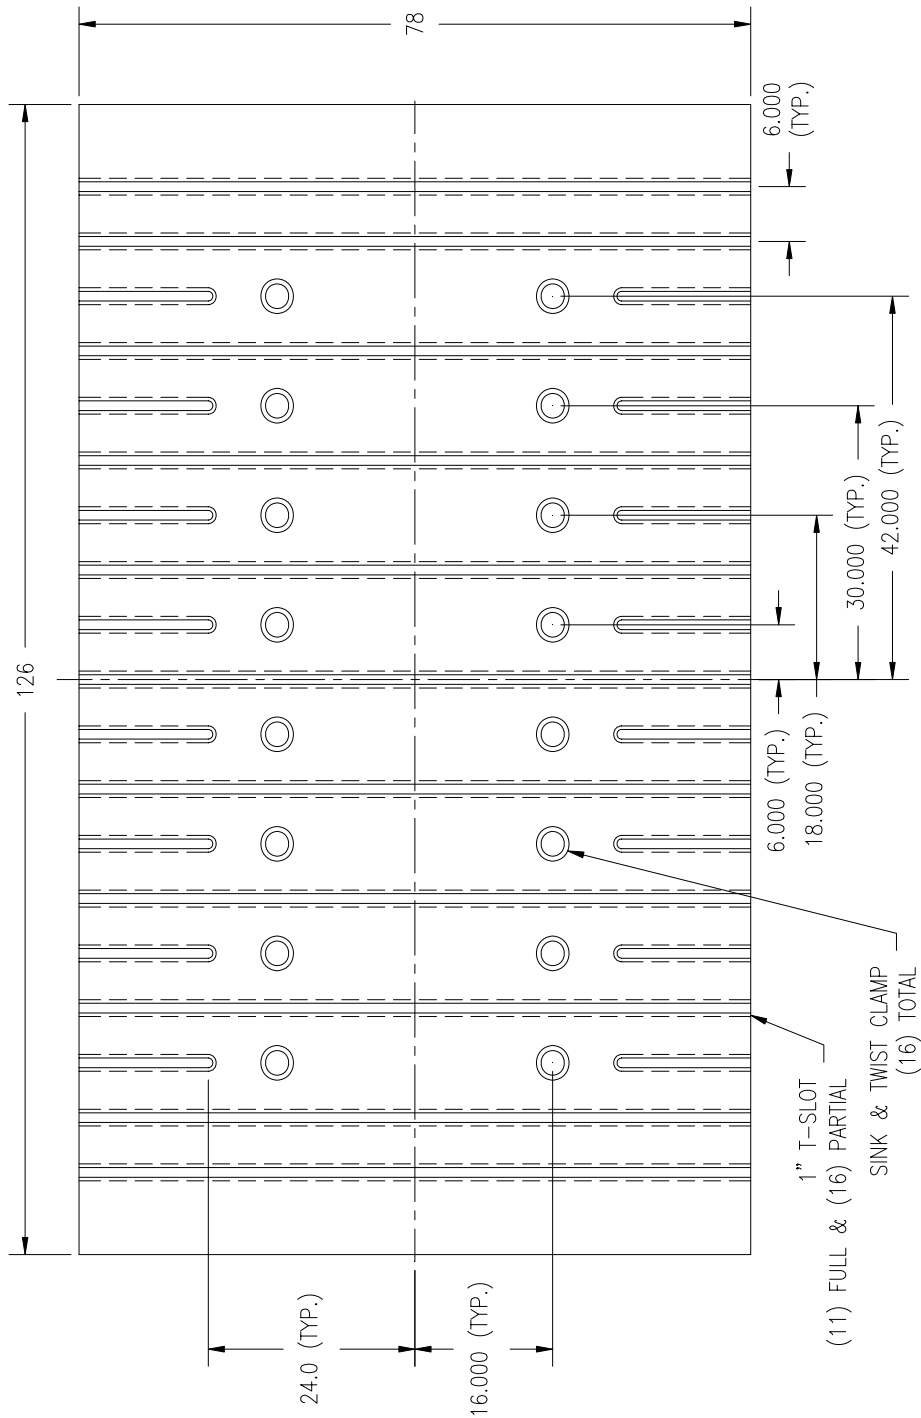 126
78
6.000
(TYP.)
42.000 (TYP.)
30.000 (TYP.)
18.000 (TYP.)
6.000 (TYP.)
24.0 (TYP.)
16.000 (TYP.)
1” T-SLOT
(11) FULL & (16) PARTIAL
SINK & TWIST CLAMP
(16) TOTAL